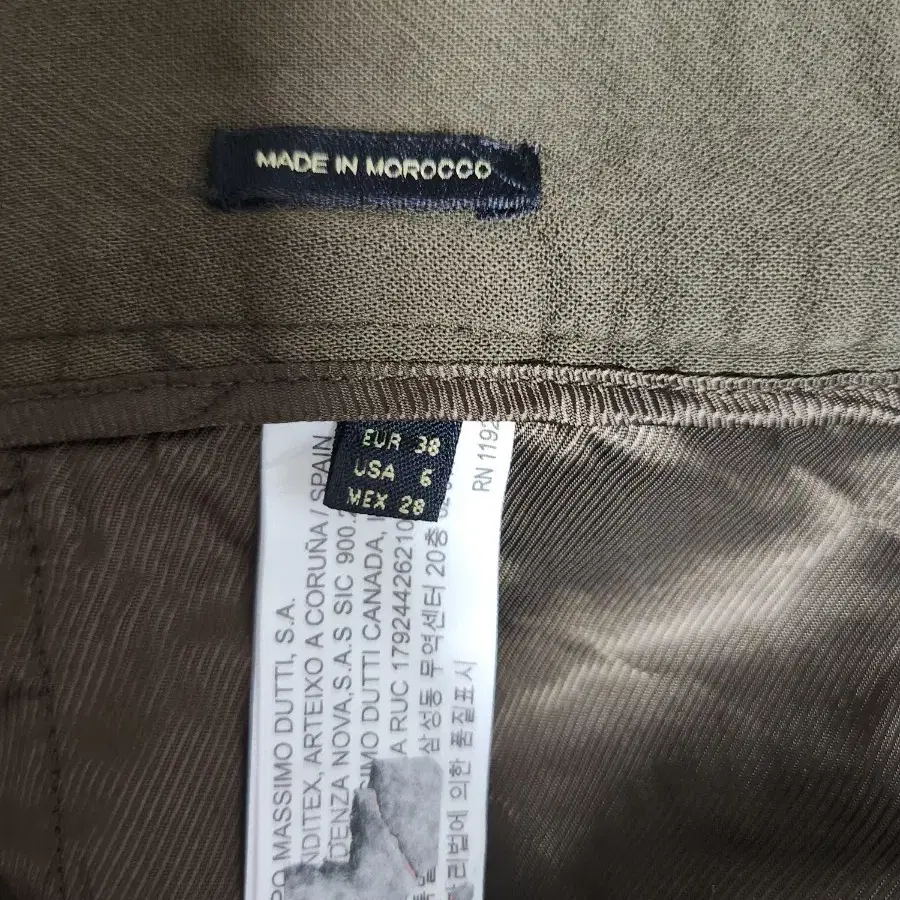 MADE IN MOROCCO
EUR 38
USA 6
MEX 28
PO MASSIMO DUTTI, S.A.
NDITEX, ARTEIXO A CORUÑA / SPAIN
DENZA NOVA,S.A.S SIC 900.
SIMO DUTTI CANADA,
A RUC 1792442621
삼성동 무역센터 20층
리법에 의한 품질표시
RN 1192